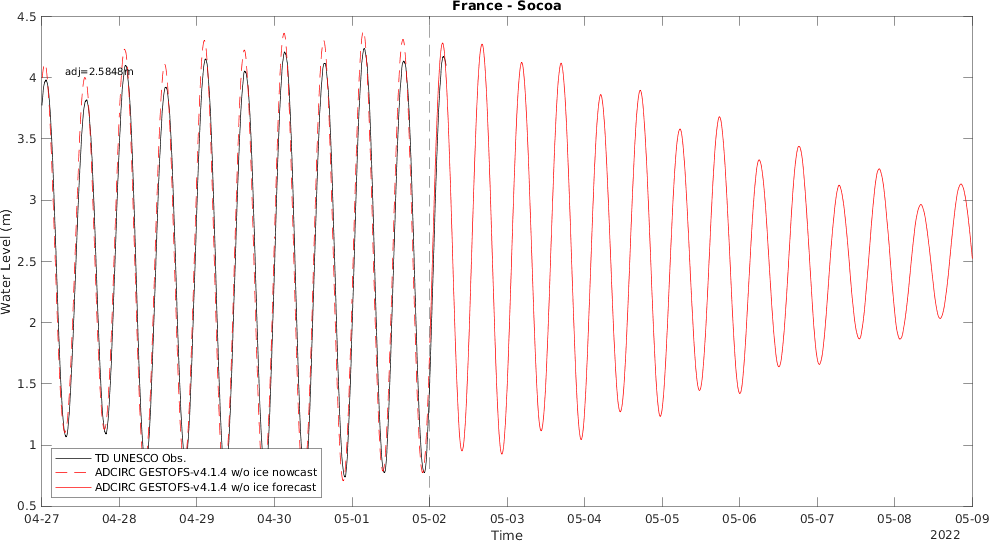 France - Socoa
4.5
4
3.5
3
2.5
2
1.5
1
0.5
Water Level (m)
adj=2.5848m
TD UNESCO Obs.
ADCIRC GESTOFS-v4.1.4 w/o ice nowcast
ADCIRC GESTOFS-v4.1.4 w/o ice forecast
04-27 04-28 04-29 04-30 05-01 05-02 05-03 05-04 05-05 05-06 05-07 05-08 05-09
Time
2022